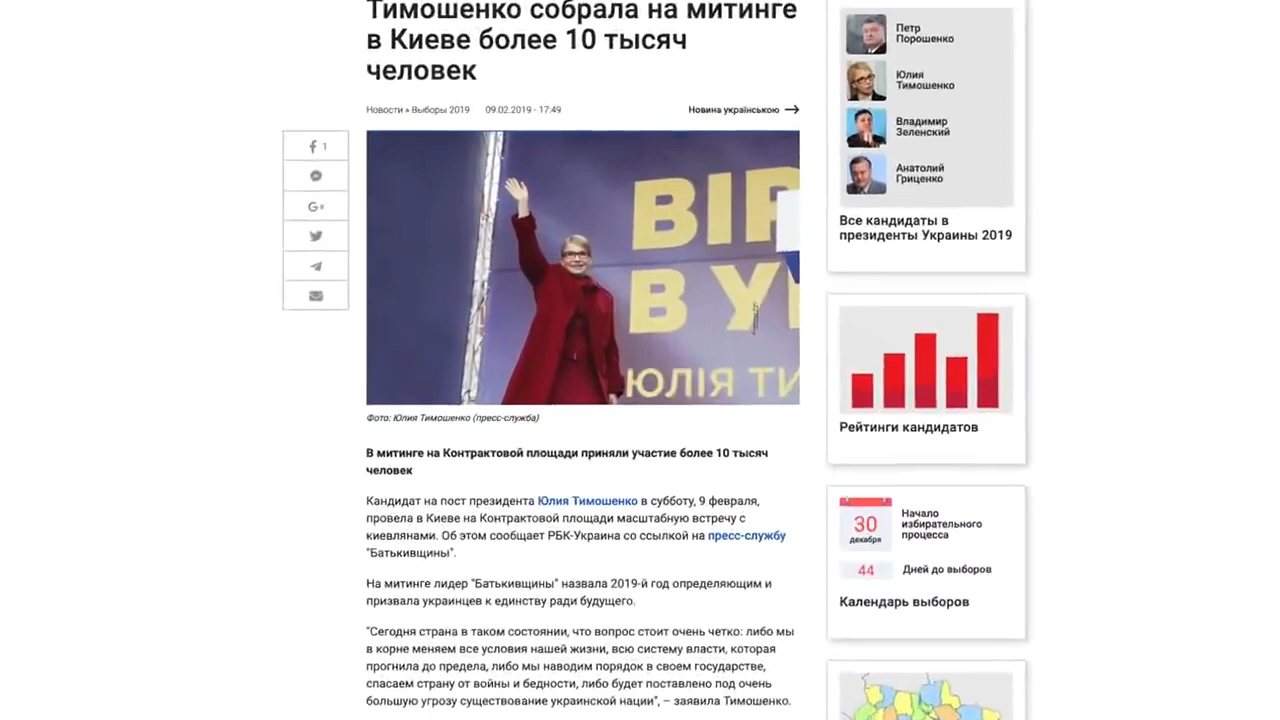 Тимошенко собрала на митинге
в Киеве более 10 тысяч
человек
Новости » Выборы 2019 09.02.2019 - 17:49 Новина українською
1
G+
ВІР
В У
ЮЛІЯ ТИ
Фото: Юлия Тимошенко (пресс-служба)
В митинге на Контрактовой площади приняли участие более 10 тысяч
человек
Кандидат на пост президента Юлия Тимошенко в субботу, 9 февраля,
провела в Киеве на Контрактовой площади масштабную встречу с
киевлянами. Об этом сообщает РБК-Украина со ссылкой на пресс-службу
"Батькивщины".
На митинге лидер "Батькивщины" назвала 2019-й год определяющим и
призвала украинцев к единству ради будущего.
"Сегодня страна в таком состоянии, что вопрос стоит очень четко: либо мы
в корне меняем все условия нашей жизни, всю систему власти, которая
прогнила до предела, либо мы наводим порядок в своем государстве,
спасаем страну от войны и бедности, либо будет поставлено под очень
большую угрозу существование украинской нации", – заявила Тимошенко.
Петр
Порошенко
Юлия
Тимошенко
Владимир
Зеленский
Анатолий
Гриценко
Все кандидаты в
президенты Украины 2019
Рейтинги кандидатов
30
декабря
Начало
избирательного
процесса
44 Дней до выборов
Календарь выборов